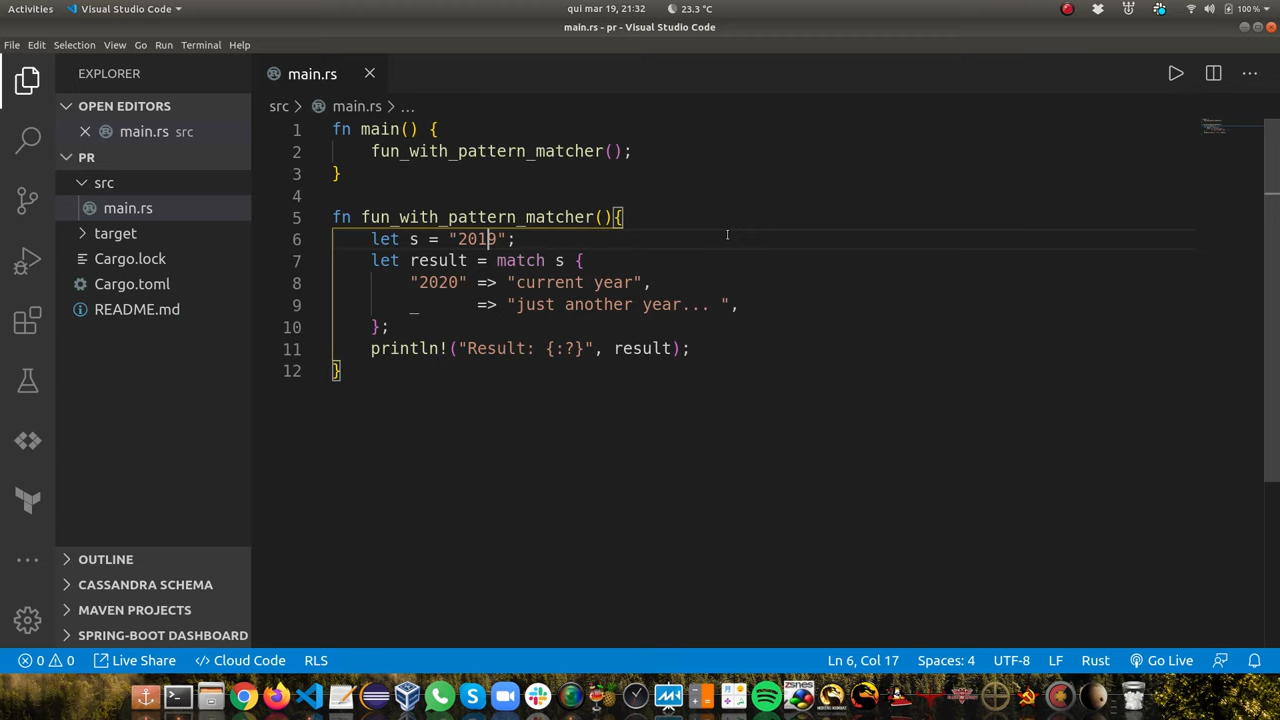 Activities Visual Studio Code qui mar 19, 21:32 23.3 °C 100 %
main.rs - pr - Visual Studio Code
File Edit Selection View Go Run Terminal Help
EXPLORER
OPEN EDITORS
main.rs src
PR
src
main.rs
target
Cargo.lock
Cargo.toml
README.md
OUTLINE
CASSANDRA SCHEMA
MAVEN PROJECTS
SPRING-BOOT DASHBOARD
main.rs
src > main.rs > ...
1 fn main() {
2     fun_with_pattern_matcher();
3 }
4
5 fn fun_with_pattern_matcher(){
6     let s = "2019";
7     let result = match s {
8         "2020" => "current year",
9         _      => "just another year... ",
10     };
11     println!("Result: {:?}", result);
12 }
0 0 Live Share Cloud Code RLS Ln 6, Col 17 Spaces: 4 UTF-8 LF Rust Go Live